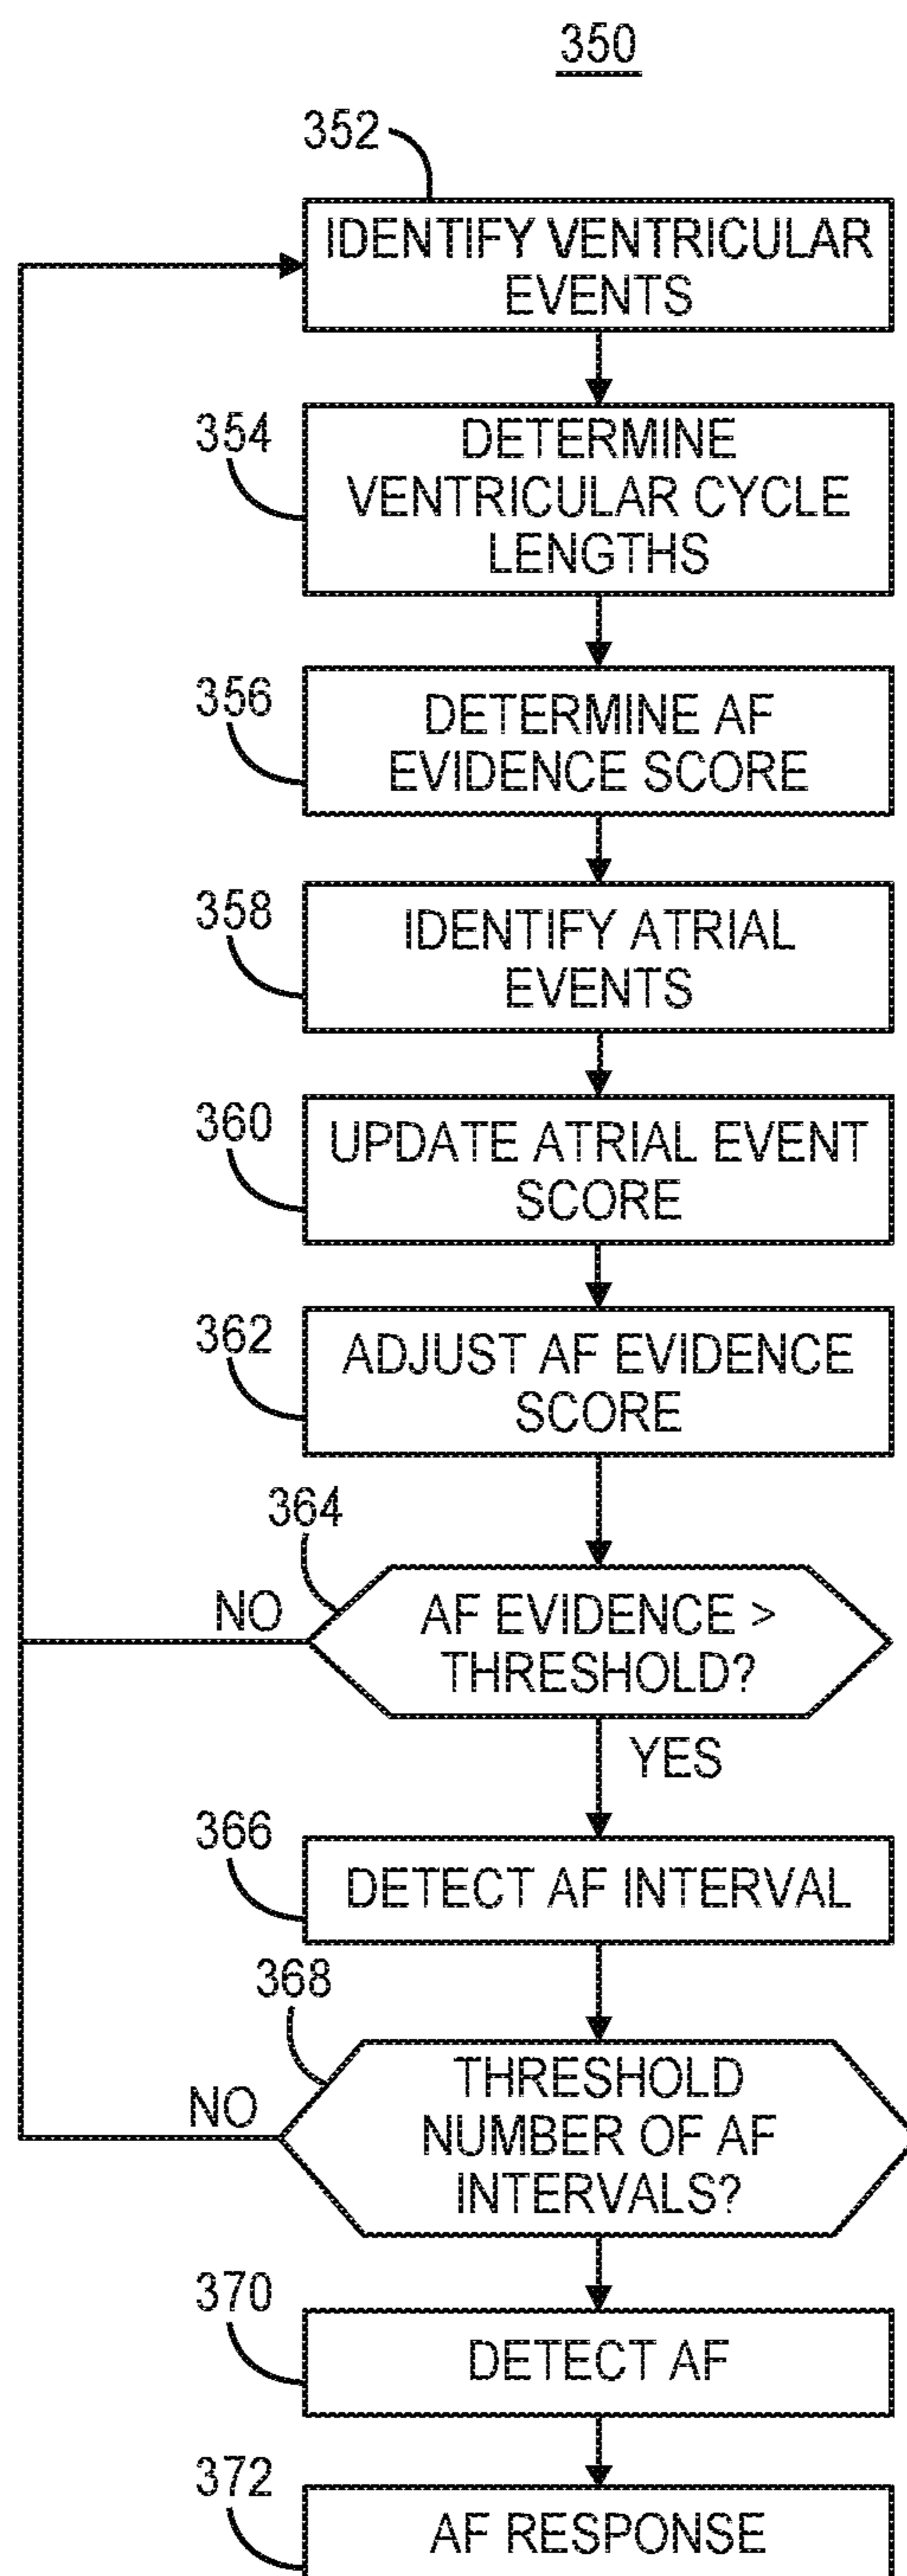 350
352
IDENTIFY VENTRICULAR
EVENTS
354
DETERMINE
VENTRICULAR CYCLE
LENGTHS
356
DETERMINE AF
EVIDENCE SCORE
358
IDENTIFY ATRIAL
EVENTS
360
UPDATE ATRIAL EVENT
SCORE
362
ADJUST AF EVIDENCE
SCORE
364
NO
AF EVIDENCE >
THRESHOLD?
YES
366
DETECT AF INTERVAL
368
NO
THRESHOLD
NUMBER OF AF
INTERVALS?
370
DETECT AF
372
AF RESPONSE